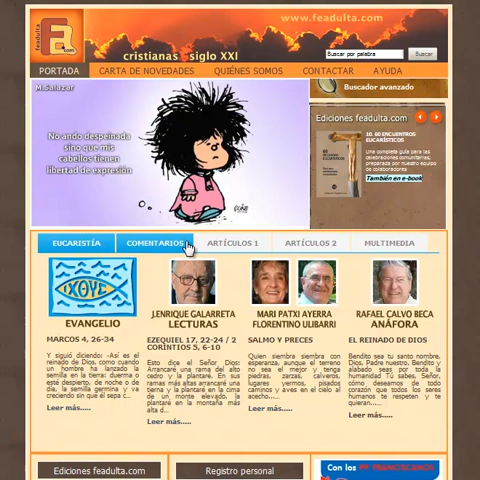 feadulta
.com
www.feadulta.com
cristianas siglo XXI
Buscar por palabra
Buscar
PORTADA
CARTA DE NOVEDADES
QUIÉNES SOMOS
CONTACTAR
AYUDA
M.Salazar
No ando despeinada
sino que mis
cabellos tienen
libertad de expresión
Buscador avanzado
Ediciones feadulta.com
10. 60 ENCUENTROS
EUCARÍSTICOS
Una completa guía para las
celebraciones comunitarias,
preparada por nuestro equipo
de colaboradores
También en e-book
EUCARISTÍA
COMENTARIOS
ARTÍCULOS 1
ARTÍCULOS 2
MULTIMEDIA
ΙΧΘΥΣ
EVANGELIO
MARCOS 4, 26-34
Y siguió diciendo: -Así es el
reinado de Dios, como cuando
un hombre ha lanzado la
semilla en la tierra: duerma o
esté despierto, de noche o de
día, la semilla germina y va
creciendo sin que él sepa c...
Leer más.....
J.ENRIQUE GALARRETA
LECTURAS
EZEQUIEL 17, 22-24 / 2
CORINTIOS 5, 6-10
Esto dice el Señor Dios:
Arrancaré una rama del alto
cedro y la plantaré. En sus
ramas más altas arrancaré una
tierna y la plantaré en la cima
de un monte elevado, la
plantaré en la montaña más
alta d...
Leer más.....
MARI PATXI AYERRA
FLORENTINO ULIBARRI
SALMO Y PRECES
Quien siembra siembra con
esperanza, aunque el terreno
no sea el mejor y tenga
piedras, zarzal, calveros,
lugares yermos, pisados
caminos y aves en el cielo al
acecho....
Leer más.....
RAFAEL CALVO BECA
ANÁFORA
EL REINADO DE DIOS
Bendito sea tu santo nombre,
Dios, Padre nuestro. Bendito y
alabado seas por toda la
humanidad Tú sabes, Señor,
cómo deseamos de todo
corazón que todos los seres
humanos te respeten y te
quieran,....
Leer más.....
Ediciones feadulta.com
Registro personal
Con los PP FRANCISCANOS